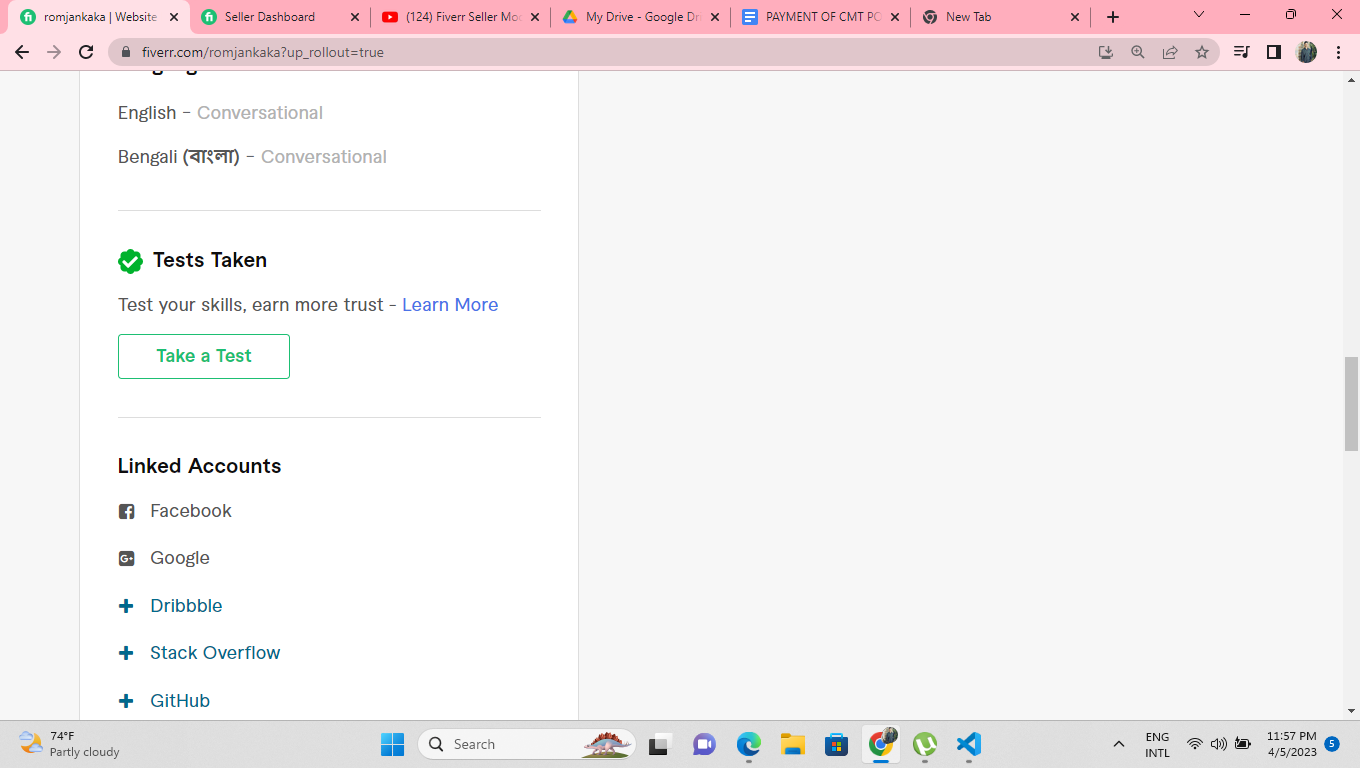 romjankaka | Website
Seller Dashboard
(124) Fiverr Seller Moc
My Drive - Google Dri
PAYMENT OF CMT PC
New Tab
fiverr.com/romjankaka?up_rollout=true
English - Conversational
Bengali (বাংলা) - Conversational
Tests Taken
Test your skills, earn more trust - Learn More
Take a Test
Linked Accounts
Facebook
Google
Dribbble
Stack Overflow
GitHub
74°F
Partly cloudy
Search
ENG
INTL
11:57 PM
4/5/2023
5